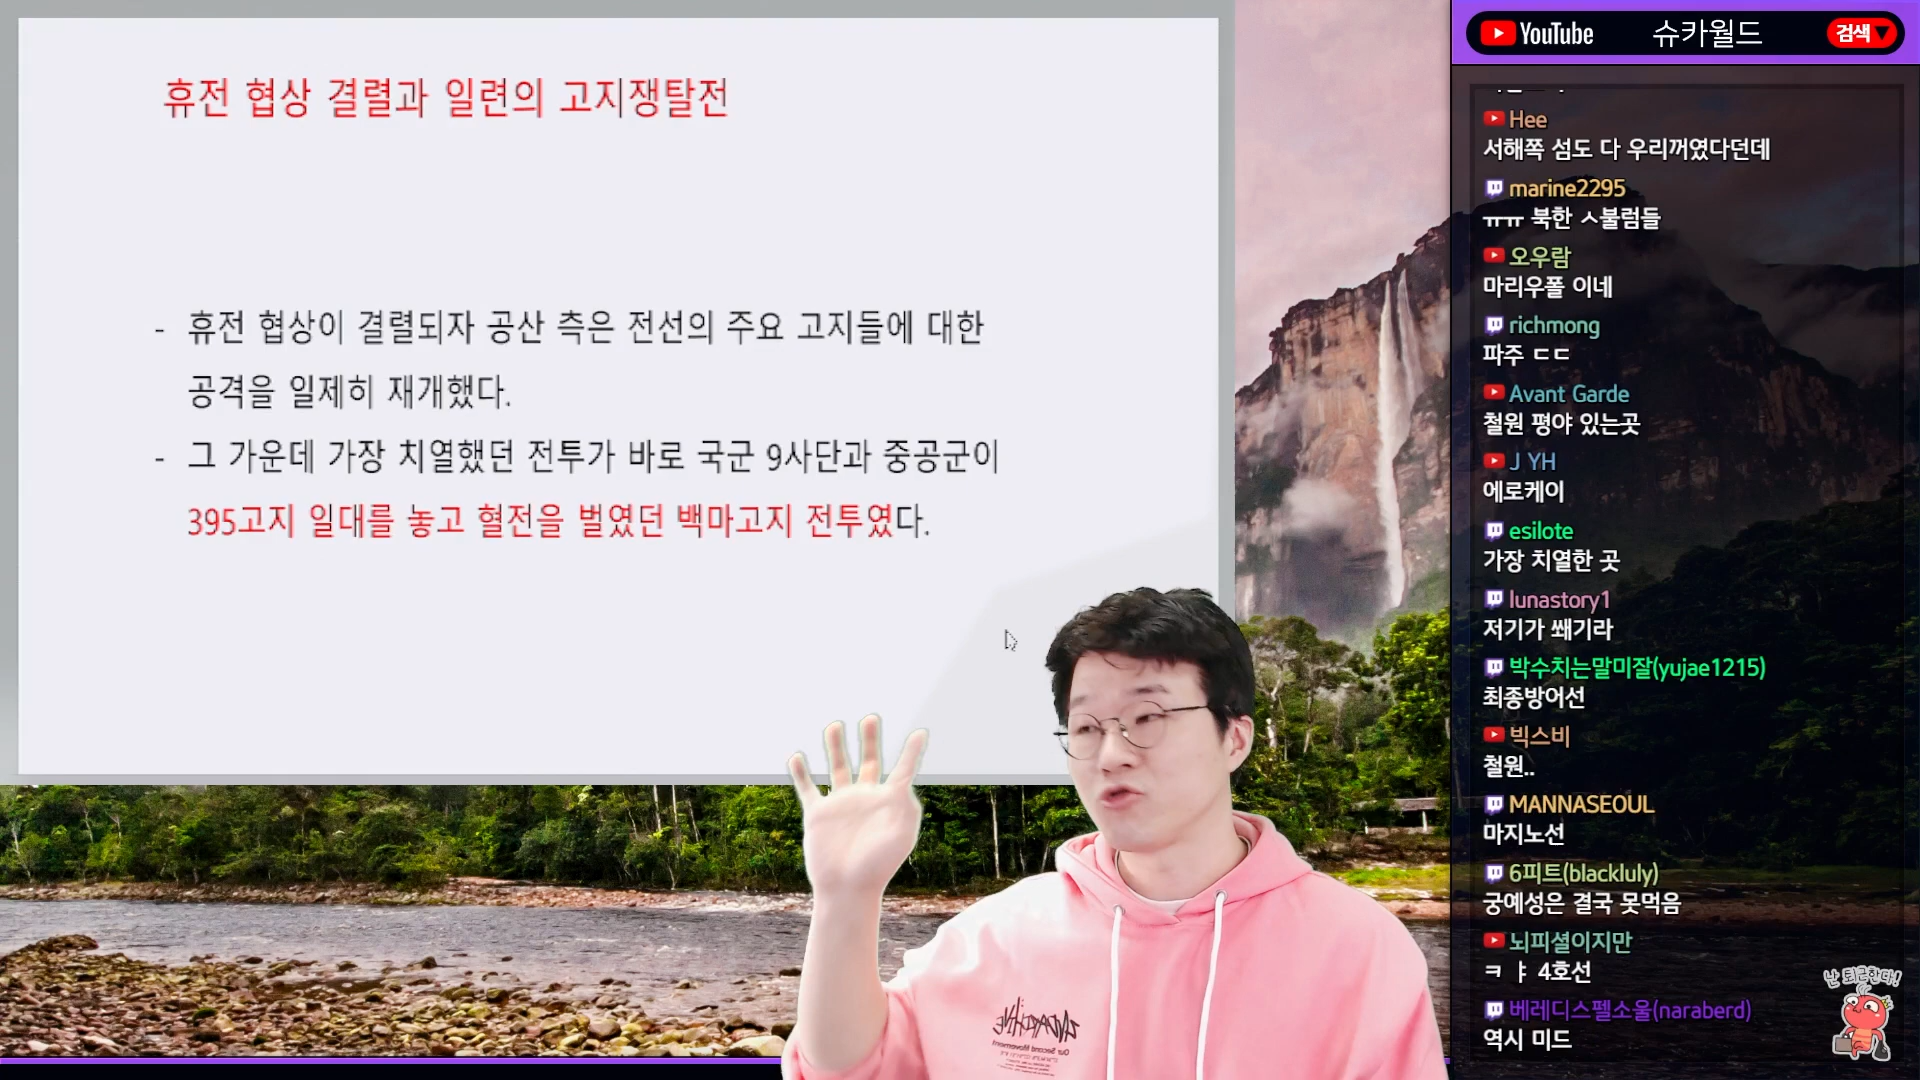 휴전 협상 결렬과 일련의 고지쟁탈전
- 휴전 협상이 결렬되자 공산 측은 전선의 주요 고지들에 대한
공격을 일제히 재개했다.
- 그 가운데 가장 치열했던 전투가 바로 국군 9사단과 중공군이
395고지 일대를 놓고 혈전을 벌였던 백마고지 전투였다.
YouTube 슈카월드 검색▼
Hee
서해쪽 섬도 다 우리꺼였다던데
marine2295
ㅠㅠ 북한 ㅅ불럼들
오우람
마리우폴 이네
richmong
파주 ㄷㄷ
Avant Garde
철원 평야 있는곳
J YH
에로케이
esilote
가장 치열한 곳
lunastory1
저기가 쐐기라
박수치는말미잘(yujae1215)
최종방어선
빅스비
철원..
MANNASEOUL
마지노선
6피트(blackluly)
궁예성은 결국 못먹음
뇌피셜이지만
ㅋ ㅑ 4호선
베레디스펠소울(naraberd)
역시 미드
난 퇴근한다!
Our Second Movement